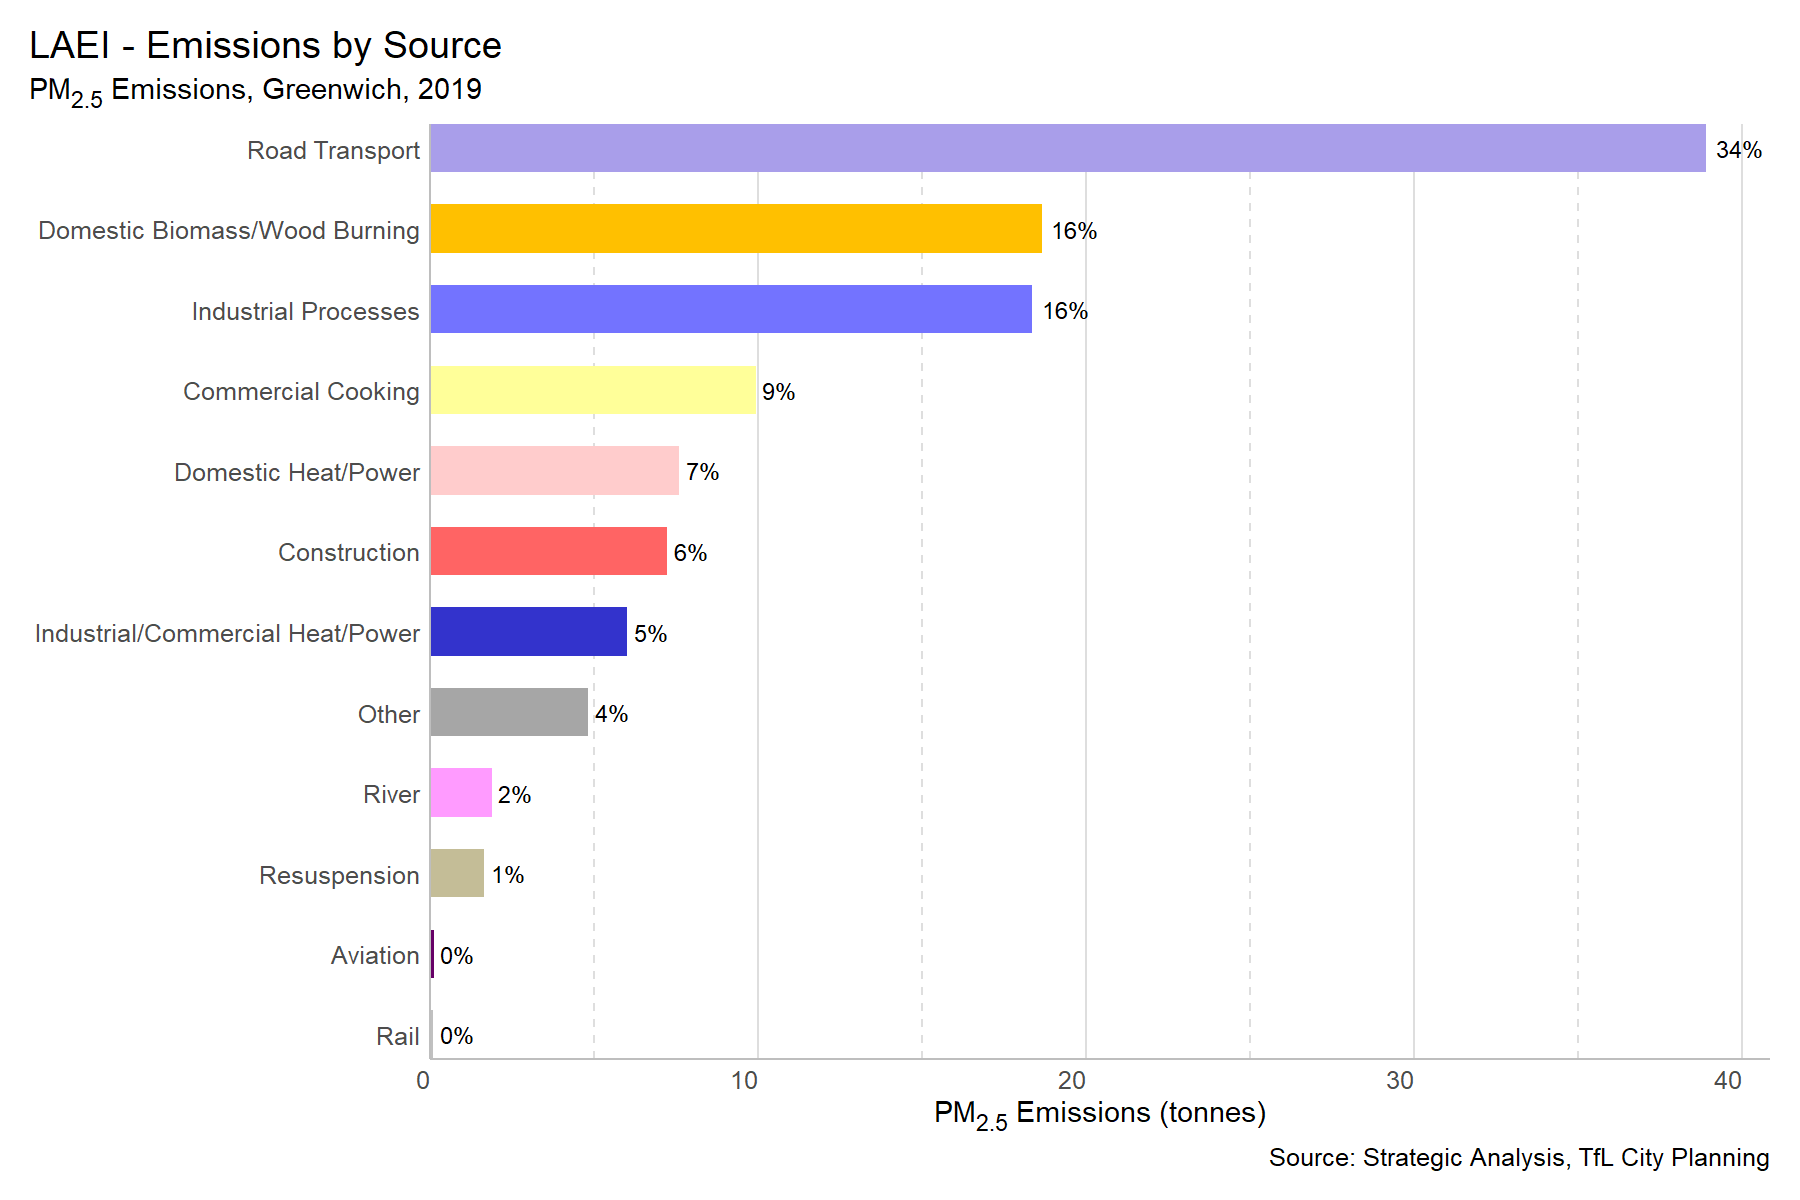 LAEI - Emissions by Source
PM2.5 Emissions, Greenwich, 2019
Road Transport 34%
Domestic Biomass/Wood Burning 16%
Industrial Processes 16%
Commercial Cooking 9%
Domestic Heat/Power 7%
Construction 6%
Industrial/Commercial Heat/Power 5%
Other 4%
River 2%
Resuspension 1%
Aviation 0%
Rail 0%
0 10 20 30 40
PM2.5 Emissions (tonnes)
Source: Strategic Analysis, TfL City Planning